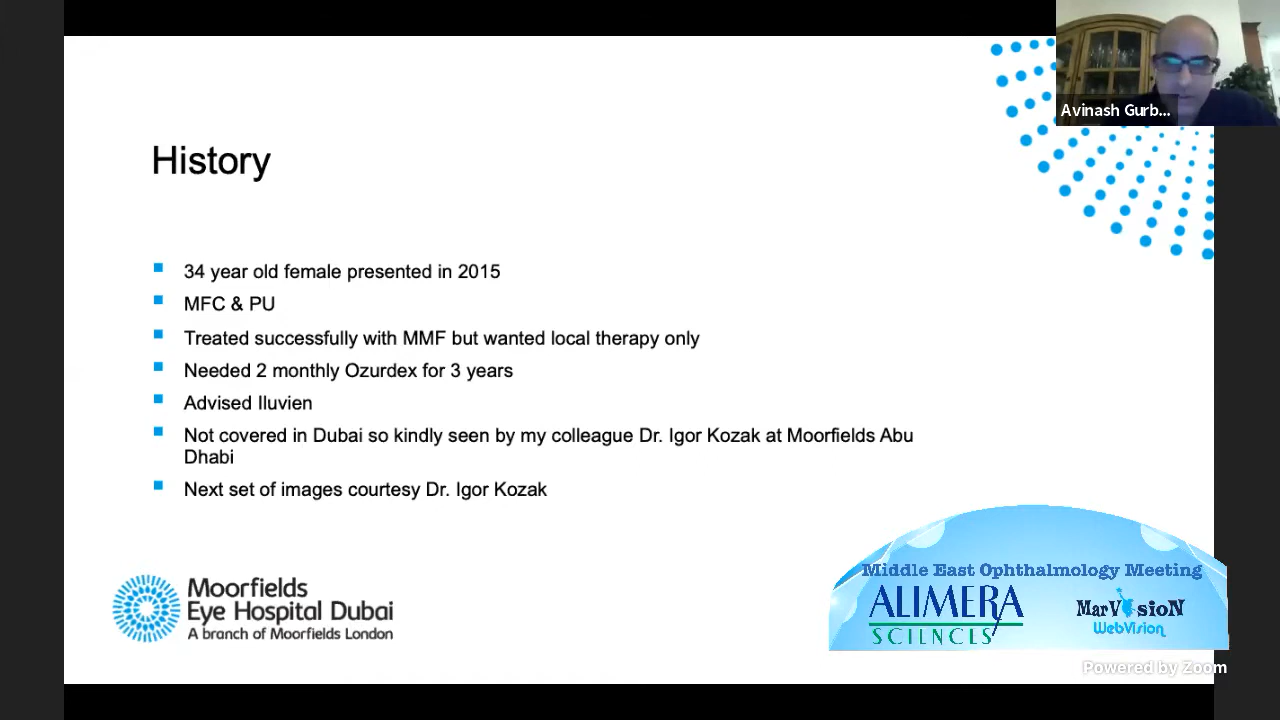 Avinash Gurb...
History
34 year old female presented in 2015
MFC & PU
Treated successfully with MMF but wanted local therapy only
Needed 2 monthly Ozurdex for 3 years
Advised Iluvien
Not covered in Dubai so kindly seen by my colleague Dr. Igor Kozak at Moorfields Abu
Dhabi
Next set of images courtesy Dr. Igor Kozak
Moorfields
Eye Hospital Dubai
A branch of Moorfields London
Middle East Ophthalmology Meeting
ALIMERA
SCIENCES
MarVisioN
WebVision
Powered by Zoom